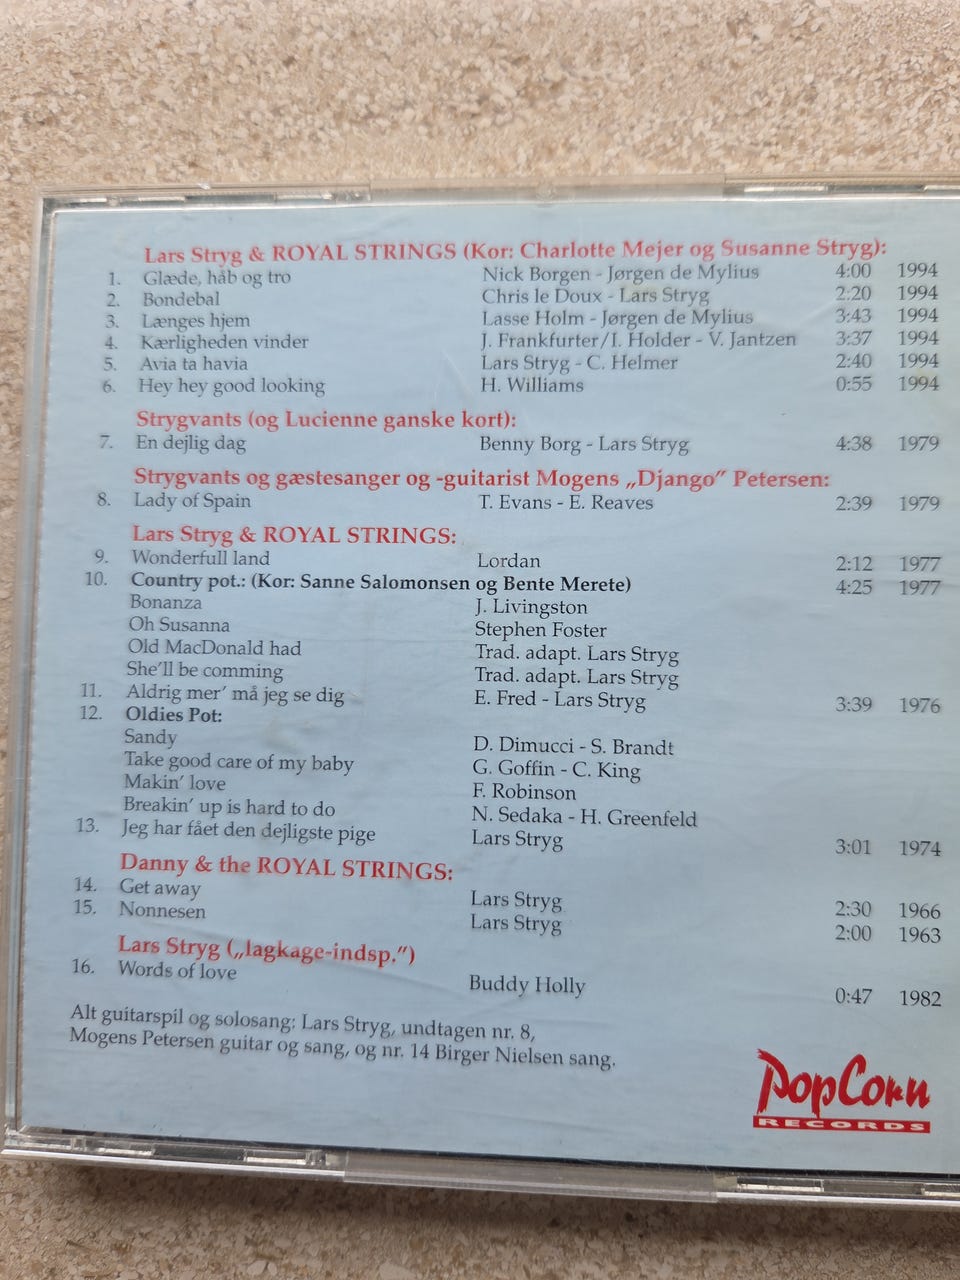 Lars Stryg & ROYAL STRINGS (Kor: Charlotte Mejer og Susanne Stryg):
1. Glæde, håb og tro Nick Borgen - Jørgen de Mylius 4:00 1994
2. Bondebal Chris le Doux - Lars Stryg 2:20 1994
3. Længes hjem Lasse Holm - Jørgen de Mylius 3:43 1994
4. Kærligheden vinder J. Frankfurter/I. Holder - V. Jantzen 3:37 1994
5. Avia ta havia Lars Stryg - C. Helmer 2:40 1994
6. Hey hey good looking H. Williams 0:55 1994
Strygvants (og Lucienne ganske kort):
7. En dejlig dag Benny Borg - Lars Stryg 4:38 1979
Strygvants og gæstesanger og -guitarist Mogens „Django” Petersen:
8. Lady of Spain T. Evans - E. Reaves 2:39 1979
Lars Stryg & ROYAL STRINGS:
9. Wonderfull land Lordan 2:12 1977
10. Country pot.: (Kor: Sanne Salomonsen og Bente Merete) 4:25 1977
Bonanza J. Livingston
Oh Susanna Stephen Foster
Old MacDonald had Trad. adapt. Lars Stryg
She'll be comming Trad. adapt. Lars Stryg
11. Aldrig mer' må jeg se dig E. Fred - Lars Stryg 3:39 1976
12. Oldies Pot:
Sandy D. Dimucci - S. Brandt
Take good care of my baby G. Goffin - C. King
Makin' love F. Robinson
Breakin' up is hard to do N. Sedaka - H. Greenfeld
13. Jeg har fået den dejligste pige Lars Stryg 3:01 1974
Danny & the ROYAL STRINGS:
14. Get away Lars Stryg 2:30 1966
15. Nonnesen Lars Stryg 2:00 1963
Lars Stryg („lagkage-indsp.”)
16. Words of love Buddy Holly 0:47 1982
Alt guitarspil og solosang: Lars Stryg, undtagen nr. 8,
Mogens Petersen guitar og sang, og nr. 14 Birger Nielsen sang.
PopCorn
RECORDS